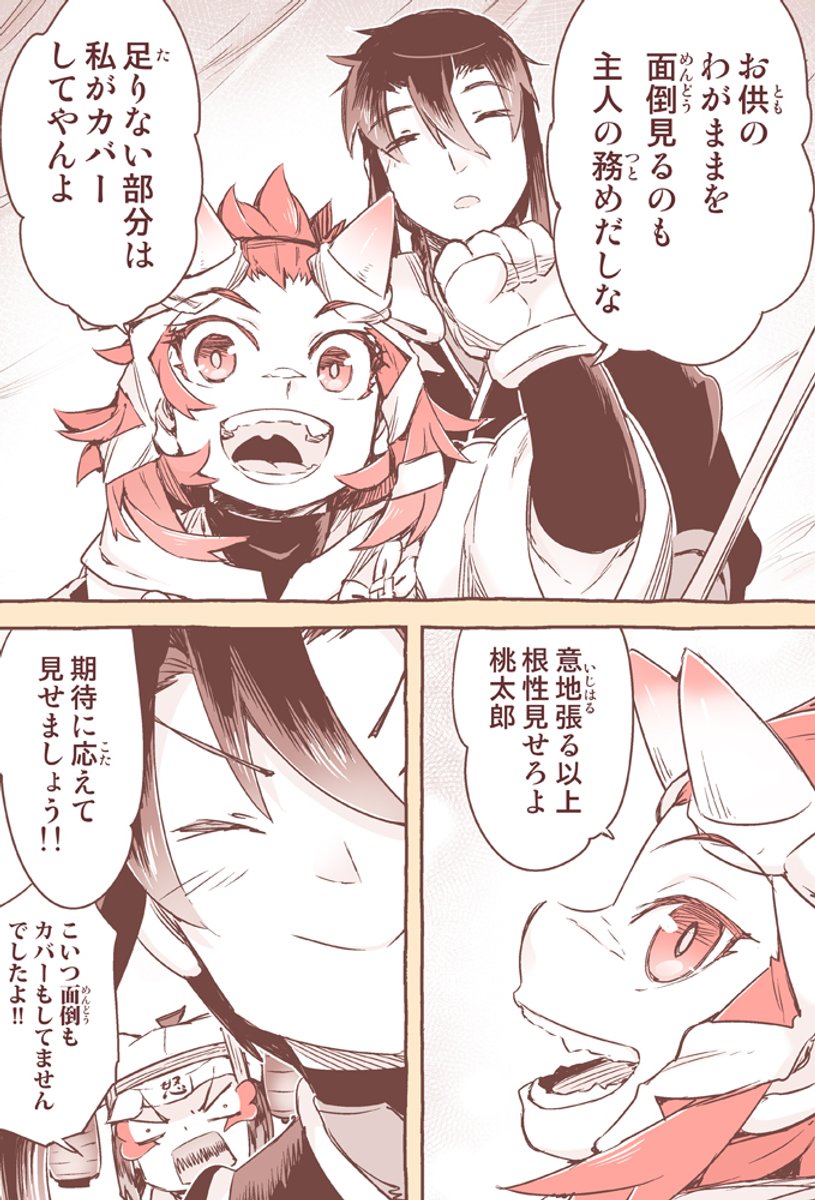 お供の
わがままを
面倒見るのも
主人の務めだしな
足りない部分は
私がカバー
してやんよ
意地張る以上
根性見せろよ
桃太郎
期待に応えて
見せましょう!!
こいつ面倒も
カバーもしてません
でしたよ!!